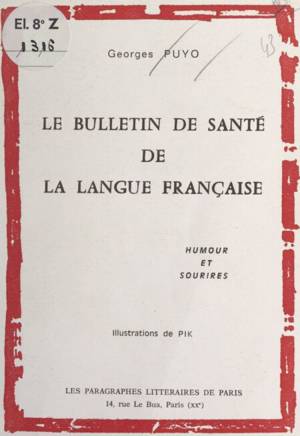 El. 8° Z
1316
43
Georges PUYO
LE BULLETIN DE SANTÉ
DE
LA LANGUE FRANÇAISE
HUMOUR
ET
SOURIRES
Illustrations de PIK
LES PARAGRAPHES LITTERAIRES DE PARIS
14, rue Le Bua, Paris (XXe)